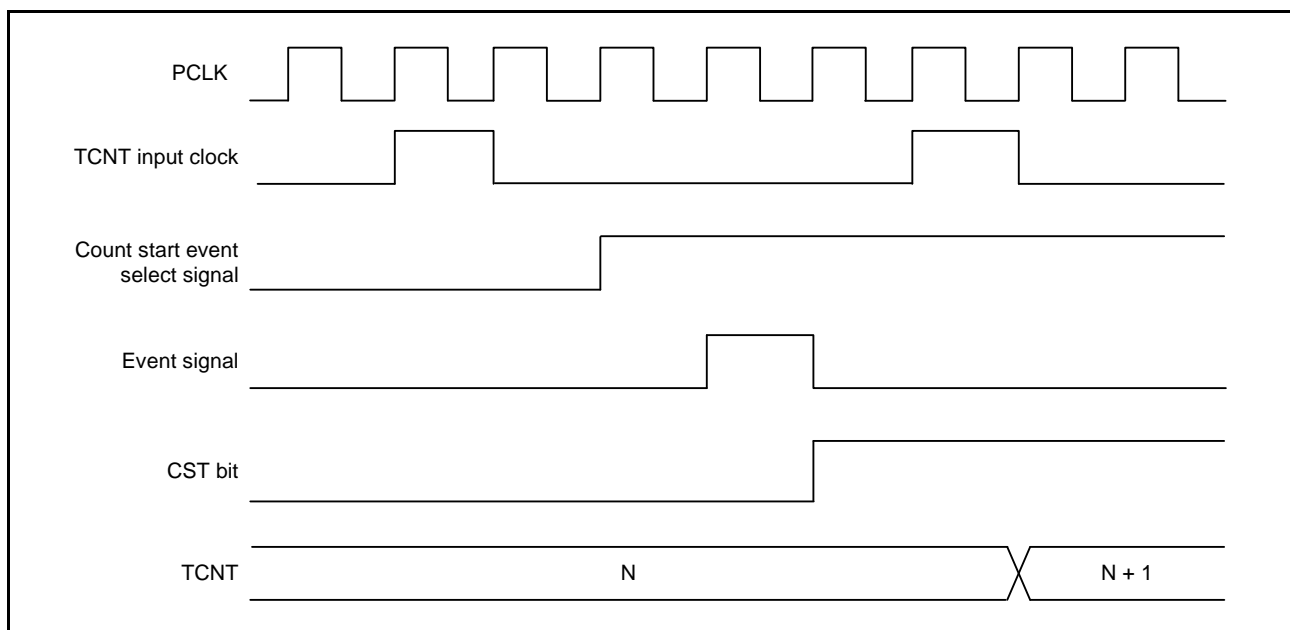 PCLK
TCNT input clock
Count start event
select signal
Event signal
CST bit
TCNT
N
N + 1